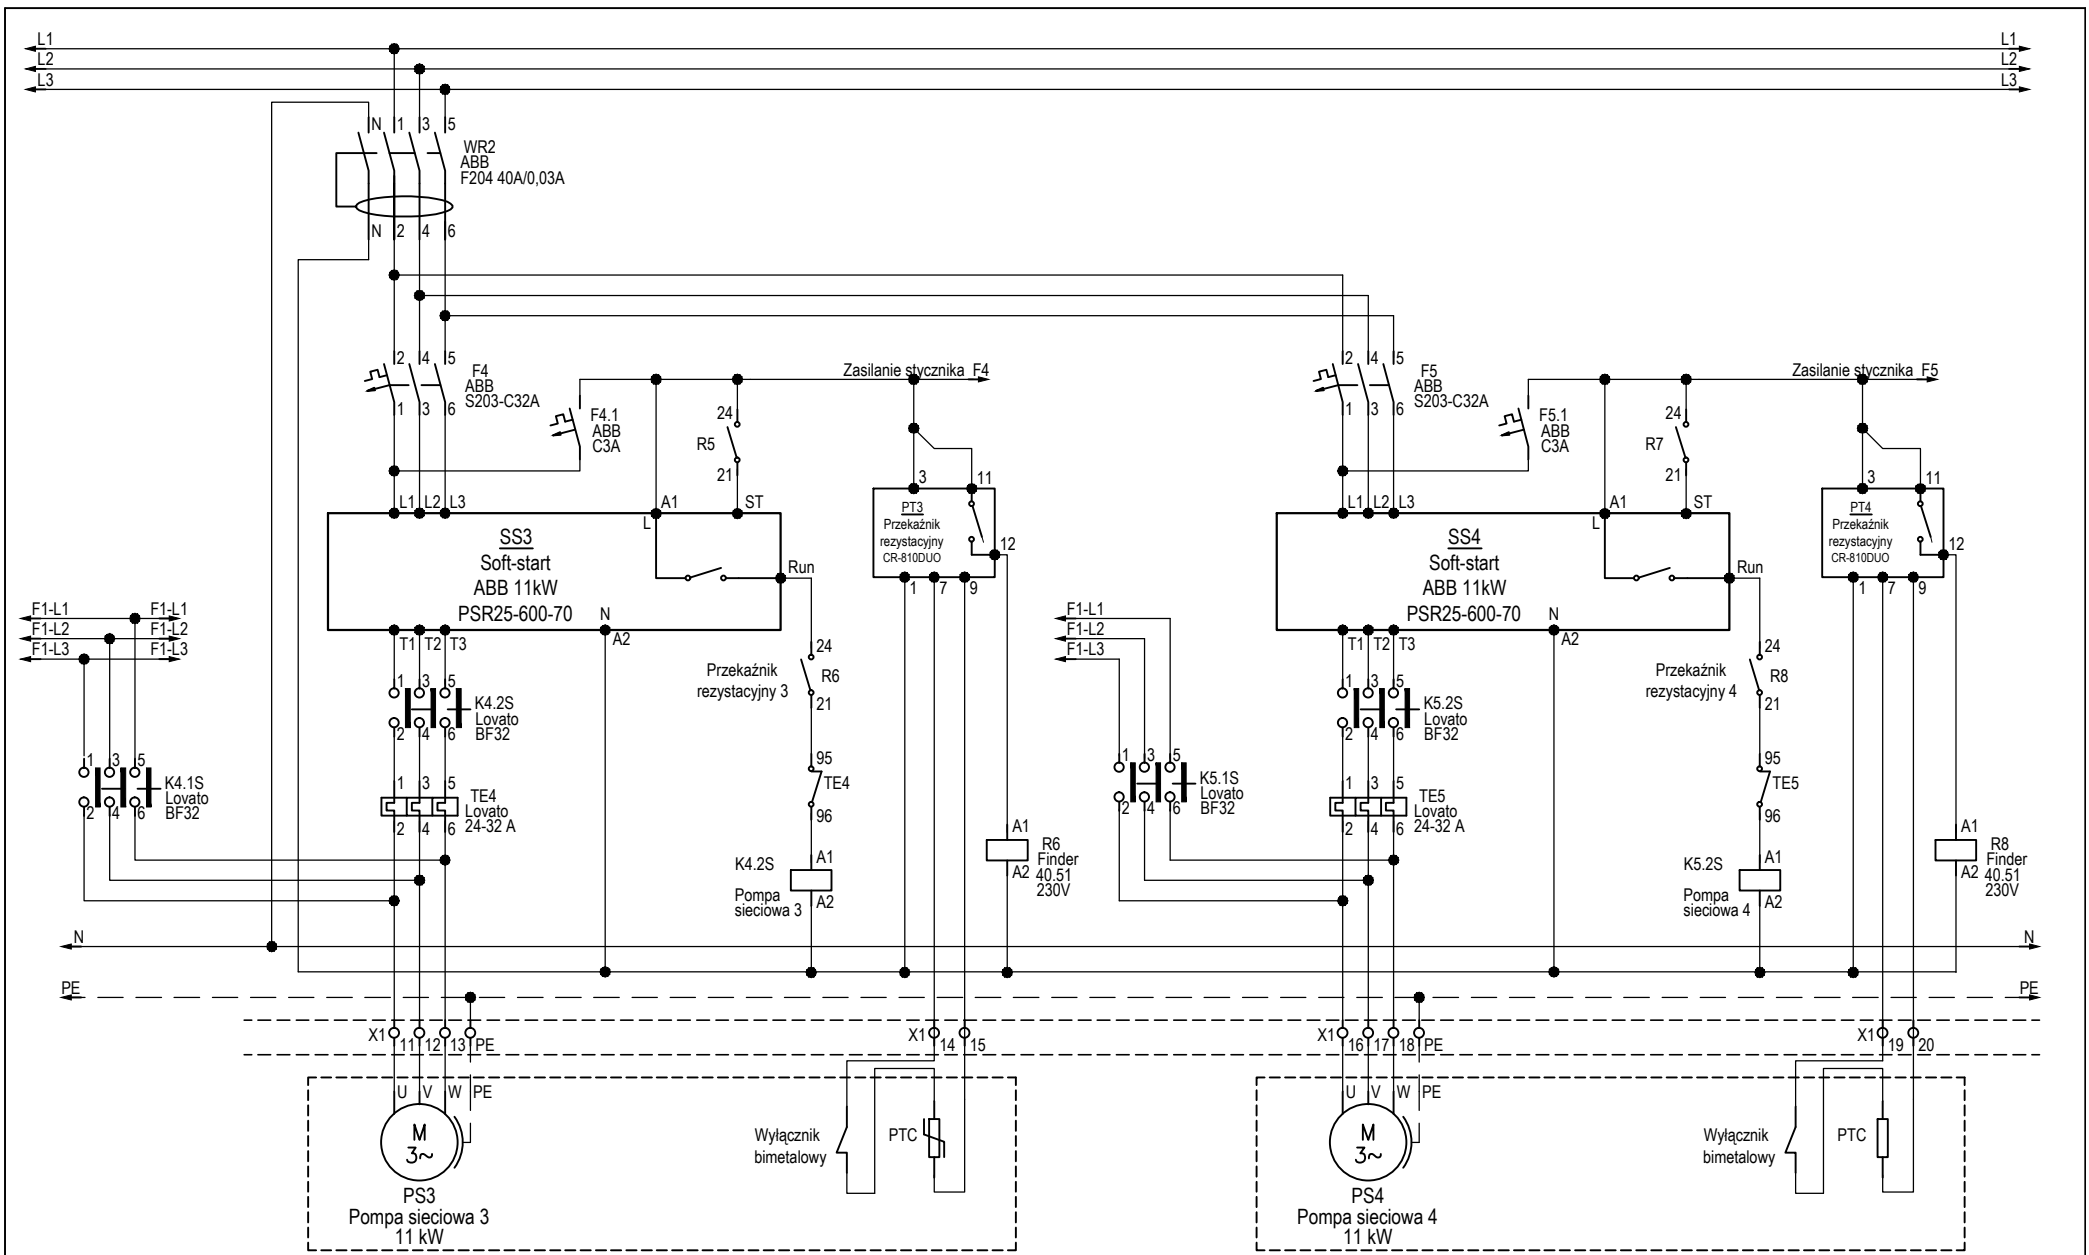 L1
L1
L2
L2
L3
L3
N 1 3 5
WR2
ABB
F204 40A/0,03A
N 2 4 6
2 4 5
F4
ABB
S203-C32A
1 3 6
F4.1
ABB
C3A
24
R5
21
Zasilanie stycznika F4
3
11
PT3
Przekaźnik
rezystacyjny
CR-810DUO
12
1 7 9
L1 L2 L3
A1
L
ST
SS3
Soft-start
ABB 11kW
PSR25-600-70
Run
N
A2
T1 T2 T3
F1-L1 F1-L1
F1-L2 F1-L2
F1-L3 F1-L3
1 3 5
K4.1S
Lovato
BF32
2 4 6
1 3 5
K4.2S
Lovato
BF32
2 4 6
1 3 5
TE4
Lovato
24-32 A
2 4 6
Przekaźnik
rezystacyjny 3
24
R6
21
95
TE4
96
K4.2S
A1
A2
Pompa
sieciowa 3
A1
A2
R6
Finder
40.51
230V
2 4 5
F5
ABB
S203-C32A
1 3 6
F5.1
ABB
C3A
24
R7
21
Zasilanie stycznika F5
3
11
PT4
Przekaźnik
rezystacyjny
CR-810DUO
12
1 7 9
L1 L2 L3
A1
L
ST
SS4
Soft-start
ABB 11kW
PSR25-600-70
Run
N
A2
T1 T2 T3
F1-L1
F1-L2
F1-L3
1 3 5
K5.1S
Lovato
BF32
2 4 6
1 3 5
K5.2S
Lovato
BF32
2 4 6
1 3 5
TE5
Lovato
24-32 A
2 4 6
Przekaźnik
rezystacyjny 4
24
R8
21
95
TE5
96
K5.2S
A1
A2
Pompa
sieciowa 4
A1
A2
R8
Finder
40.51
230V
N
N
PE
PE
X1
11 12 13 PE
X1
14 15
X1
16 17 18 PE
X1
19 20
U V W PE
M
3~
PS3
Pompa sieciowa 3
11 kW
Wyłącznik
bimetalowy
PTC
U V W PE
M
3~
PS4
Pompa sieciowa 4
11 kW
Wyłącznik
bimetalowy
PTC